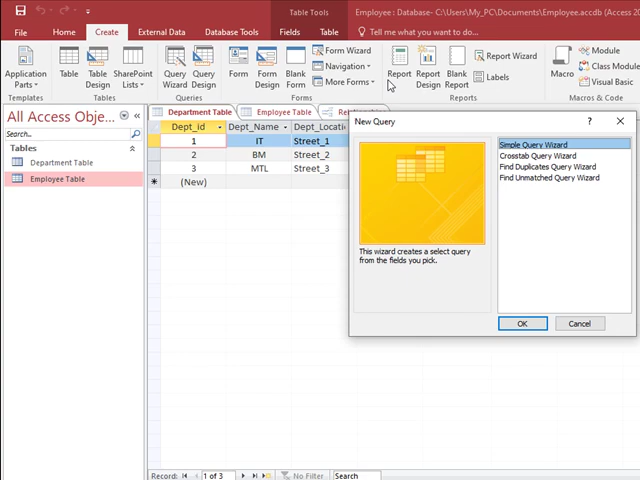 Table Tools
Employee : Database- C:\Users\My_PC\Documents\Employee.accdb (Access 20
File Home Create External Data Database Tools Fields Table Tell me what you want to do...
Application Parts
Table
Table Design
SharePoint Lists
Query Wizard
Query Design
Form
Form Design
Blank Form
Form Wizard
Navigation
More Forms
Report
Report Design
Blank Report
Report Wizard
Labels
Macro
Module
Class Module
Visual Basic
Templates Tables Queries Forms Reports Macros & Code
All Access Obje...
Search...
Tables
Department Table
Employee Table
Department Table Employee Table Relationships
Dept_id Dept_Name Dept_Locati
1 IT Street_1
2 BM Street_2
3 MTL Street_3
(New)
New Query ? X
This wizard creates a select query
from the fields you pick.
Simple Query Wizard
Crosstab Query Wizard
Find Duplicates Query Wizard
Find Unmatched Query Wizard
OK Cancel
Record: 1 of 3 No Filter Search